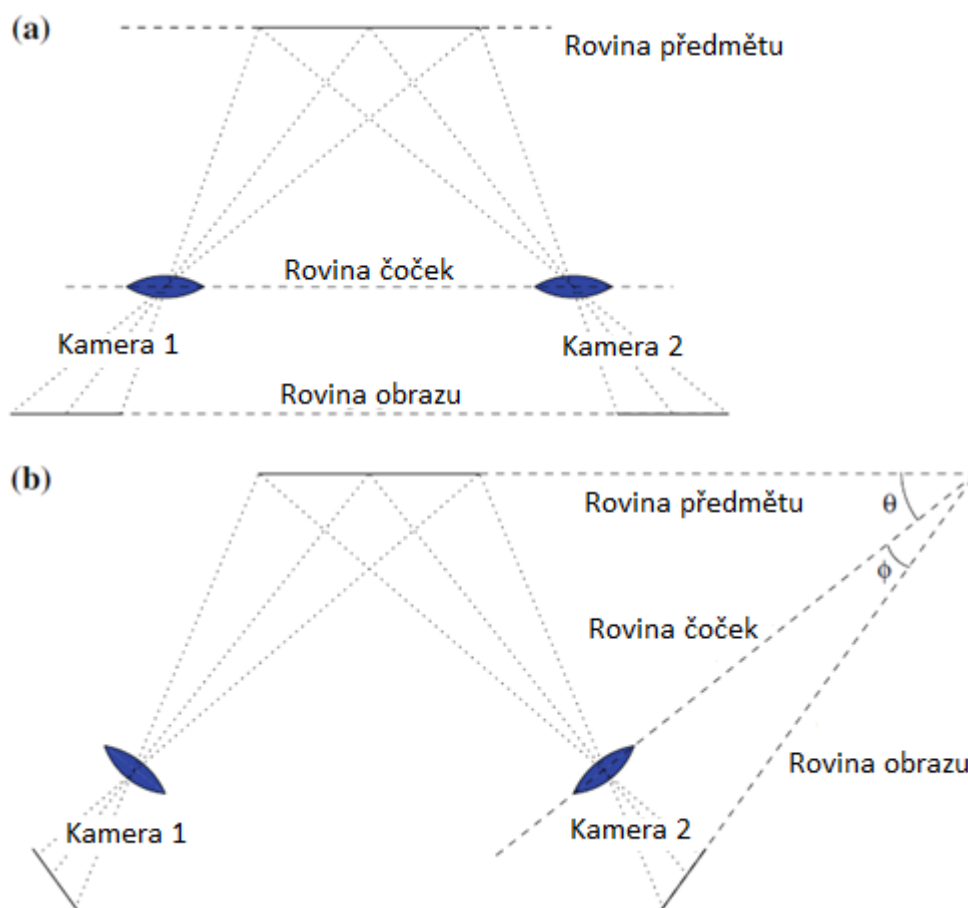 (a)
Rovina předmětu
Rovina čoček
Kamera 1
Kamera 2
Rovina obrazu
(b)
Rovina předmětu
θ
ϕ
Rovina čoček
Rovina obrazu
Kamera 1
Kamera 2